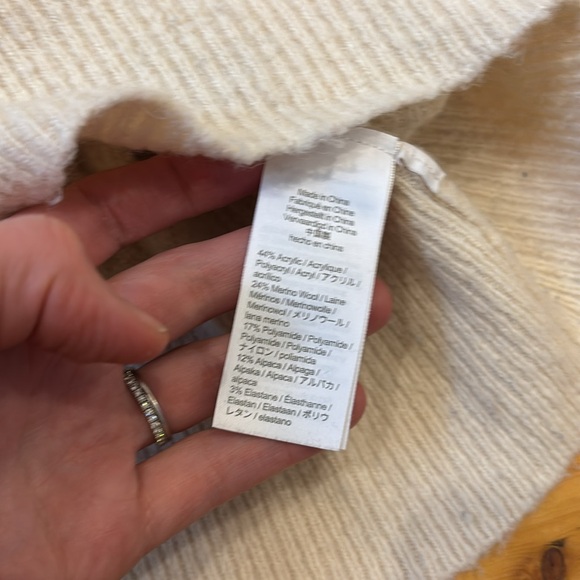 Made in China
Fabriqué en Chine
Hergestellt in China
Vervaardigd in China
中国製
hecho en china
44% Acrylic / Acrylique /
Polyacryl / Acryl / アクリル /
acrílico
24% Merino Wool / Laine
Mérinos / Merinowolle /
Merinowol / メリノウール /
lana merino
17% Polyamide / Polyamide /
Polyamide / Polyamide /
ナイロン / poliamida
12% Alpaca / Alpaga /
Alpaka / Alpaca / アルパカ /
alpaca
3% Elastane / Élasthanne /
Elastan / Elastaan / ポリウ
レタン / elastano